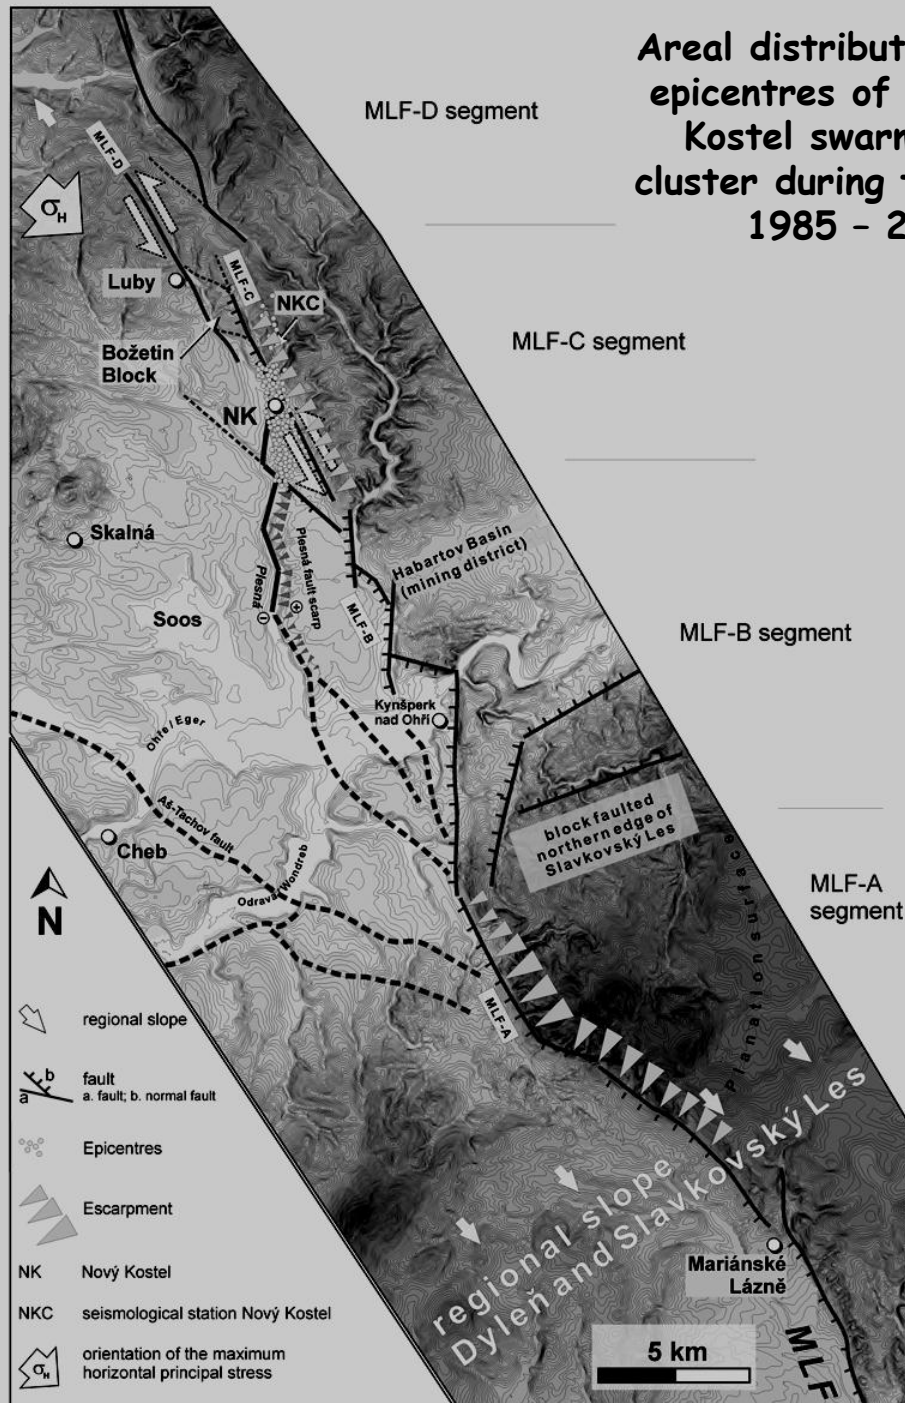 Areal distribut
epicentres of
Kostel swarm
cluster during
1985 – 2
MLF-D segment
MLF-D
σH
Luby
MLF-C
NKC
MLF-C segment
Božetin
Block
NK
Skalná
Habartov Basin
(mining district)
Plesná fault scarp
Plesná
MLF-B
Soos
MLF-B segment
Kynšperk
nad Ohří
Ohře / Eger
Aš-Tachov fault
Cheb
block faulted
northern edge of
Slavkovský Les
Odrava/Wondreb
Planation surface
MLF-A
segment
N
MLF-A
regional slope
b
a
fault
a. fault; b. normal fault
Epicentres
Escarpment
regional slope
Dyleň and Slavkovský Les
NK Nový Kostel
NKC seismological station Nový Kostel
σH
orientation of the maximum
horizontal principal stress
Mariánské
Lázně
5 km
MLF